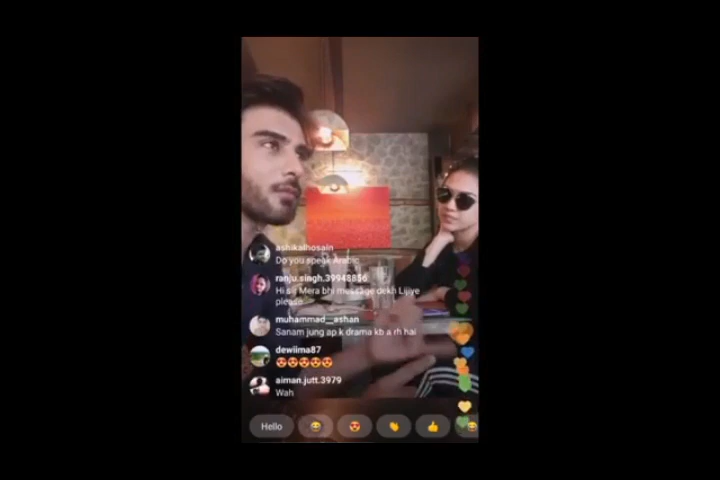 ashikalhosain
Do you speak Arabic
ranju.singh.39948856
Hi sir Mera bhi message dekh Lijiye
please
muhammad__ashan
Sanam jung ap k drama kb a rh hai
dewiima87
😍😍😍😍😍
aiman.jutt.3979
Wah
Hello